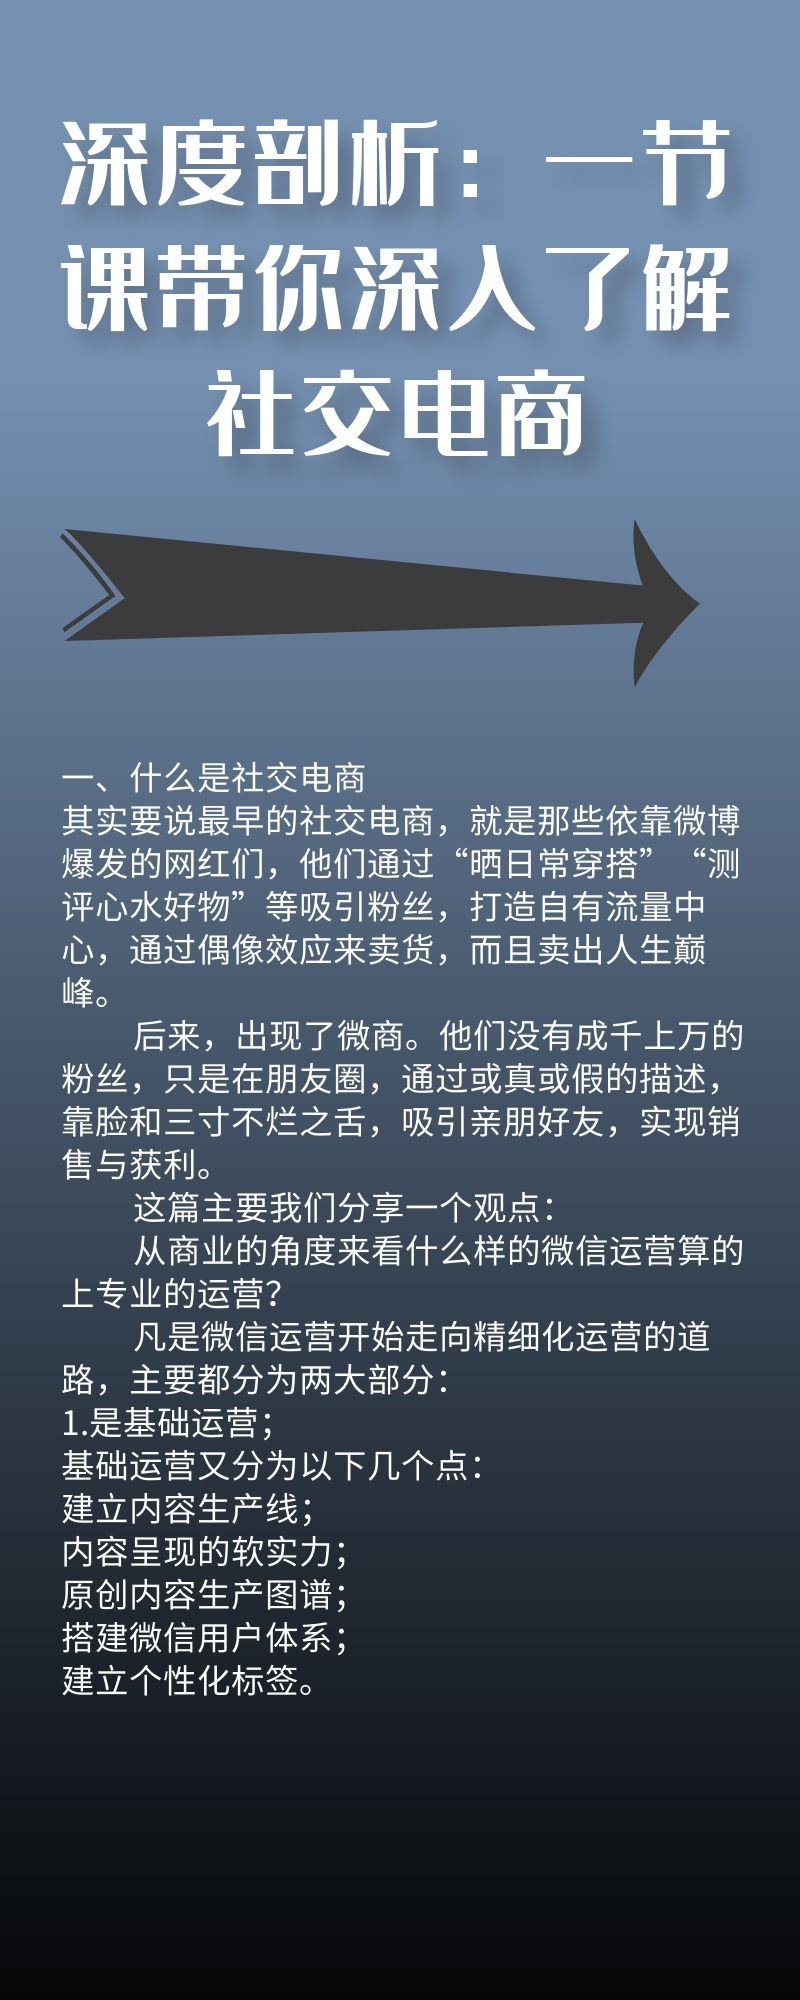 深度剖析：一节
课带你深入了解
社交电商
一、什么是社交电商
其实要说最早的社交电商，就是那些依靠微博
爆发的网红们，他们通过“晒日常穿搭”“测
评心水好物”等吸引粉丝，打造自有流量中
心，通过偶像效应来卖货，而且卖出人生巅
峰。
后来，出现了微商。他们没有成千上万的
粉丝，只是在朋友圈，通过或真或假的描述，
靠脸和三寸不烂之舌，吸引亲朋好友，实现销
售与获利。
这篇主要我们分享一个观点：
从商业的角度来看什么样的微信运营算的
上专业的运营？
凡是微信运营开始走向精细化运营的道
路，主要都分为两大部分：
1.是基础运营；
基础运营又分为以下几个点：
建立内容生产线；
内容呈现的软实力；
原创内容生产图谱；
搭建微信用户体系；
建立个性化标签。